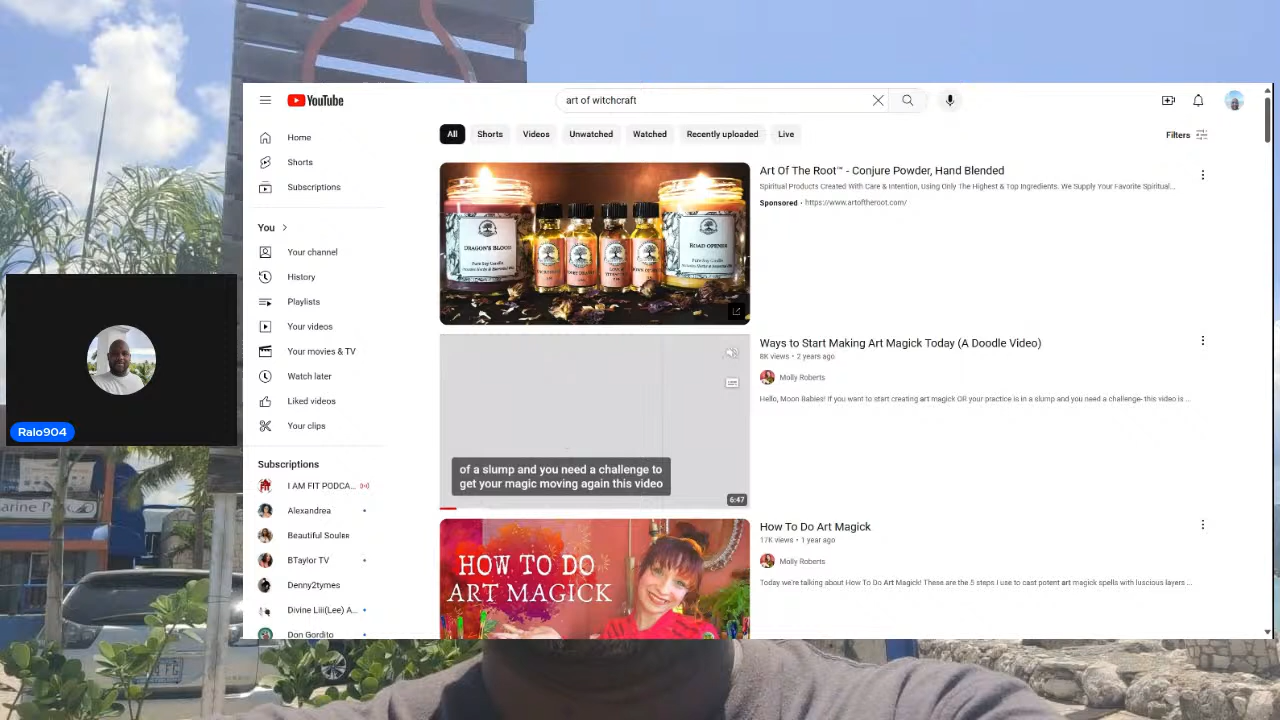 YouTube
art of witchcraft
All
Shorts
Videos
Unwatched
Watched
Recently uploaded
Live
Filters
Home
Shorts
Subscriptions
You
Your channel
History
Playlists
Your videos
Your movies & TV
Watch later
Liked videos
Your clips
Subscriptions
I AM FIT PODCA...
Alexandrea
Beautiful Souler
BTaylor TV
Denny2tymes
Divine Liii(Lee) A...
Don Gordito
DRAGON'S BLOOD
ROAD OPENER
Art Of The Root™ - Conjure Powder, Hand Blended
Spiritual Products Created With Care & Intention, Using Only The Highest & Top Ingredients. We Supply Your Favorite Spiritual...
Sponsored · https://www.artoftheroot.com/
of a slump and you need a challenge to
get your magic moving again this video
6:47
Ways to Start Making Art Magick Today (A Doodle Video)
8K views • 2 years ago
Molly Roberts
Hello, Moon Babies! If you want to start creating art magick OR your practice is in a slump and you need a challenge- this video is ...
HOW TO DO
ART MAGICK
How To Do Art Magick
17K views • 1 year ago
Molly Roberts
Today we're talking about How To Do Art Magick! These are the 5 steps I use to cast potent art magick spells with luscious layers ...
Ralo904
arine Pa